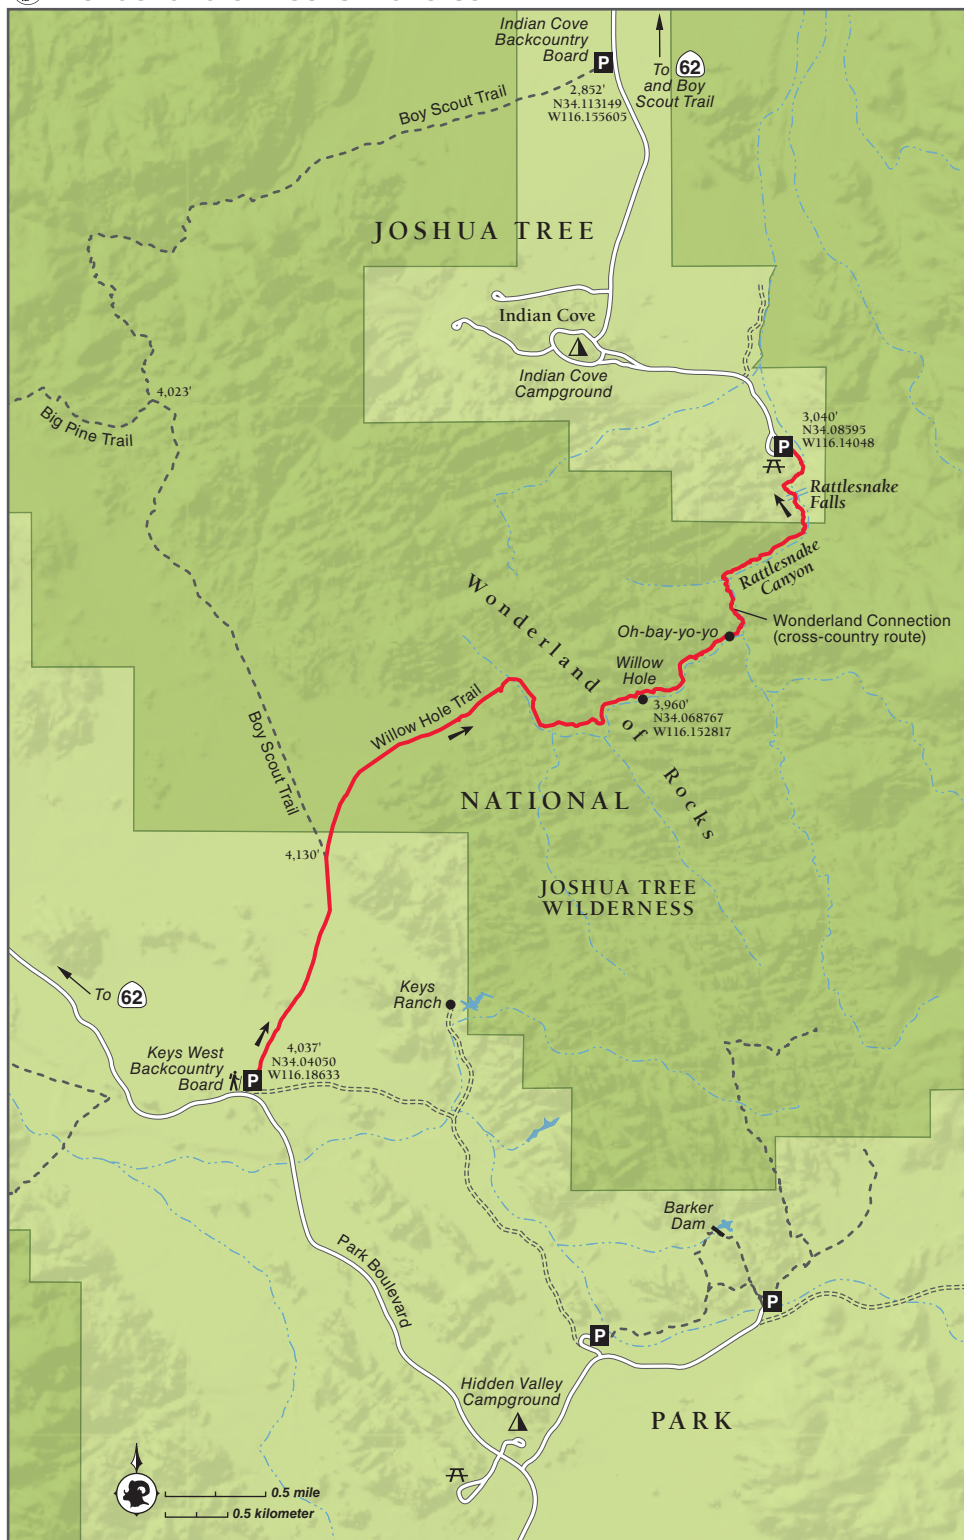 Indian Cove
Backcountry
Board
P
To 62
and Boy
Scout Trail
2,852'
N34.113149
W116.155605
Boy Scout Trail
JOSHUA TREE
Indian Cove
Indian Cove
Campground
4,023'
Big Pine Trail
3,040'
N34.08595
W116.14048
P
Rattlesnake
Falls
Rattlesnake
Canyon
Wonderland of Rocks
Wonderland Connection
(cross-country route)
Oh-bay-yo-yo
Willow
Hole
3,960'
N34.068767
W116.152817
Willow Hole Trail
Boy Scout Trail
NATIONAL
4,130'
JOSHUA TREE
WILDERNESS
To 62
Keys
Ranch
Keys West
Backcountry
Board
P
4,037'
N34.04050
W116.18633
Barker
Dam
Park Boulevard
P
P
Hidden Valley
Campground
PARK
0.5 mile
0.5 kilometer